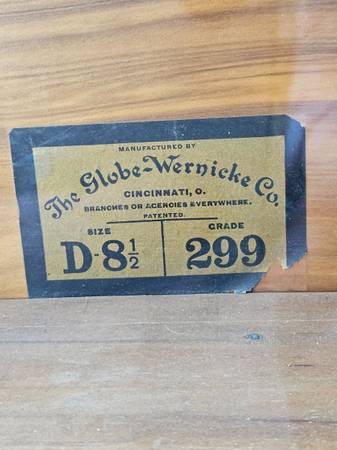 MANUFACTURED BY
The Globe-Wernicke Co.
CINCINNATI, O.
BRANCHES OR AGENCIES EVERYWHERE.
PATENTED.
SIZE GRADE
D-8½ 299